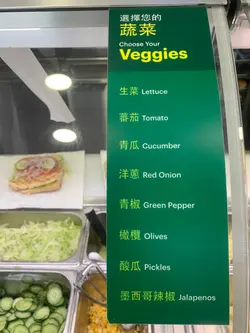 選擇您的
蔬菜
Choose Your
Veggies
生菜 Lettuce
蕃茄 Tomato
青瓜 Cucumber
洋蔥 Red Onion
青椒 Green Pepper
橄欖 Olives
酸瓜 Pickles
墨西哥辣椒 Jalapenos